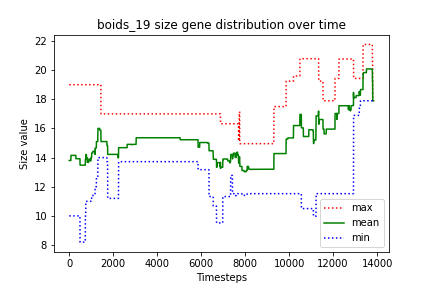 boids_19 size gene distribution over time
Size value
22
20
18
16
14
12
10
8
0 2000 4000 6000 8000 10000 12000 14000
Timesteps
max
mean
min